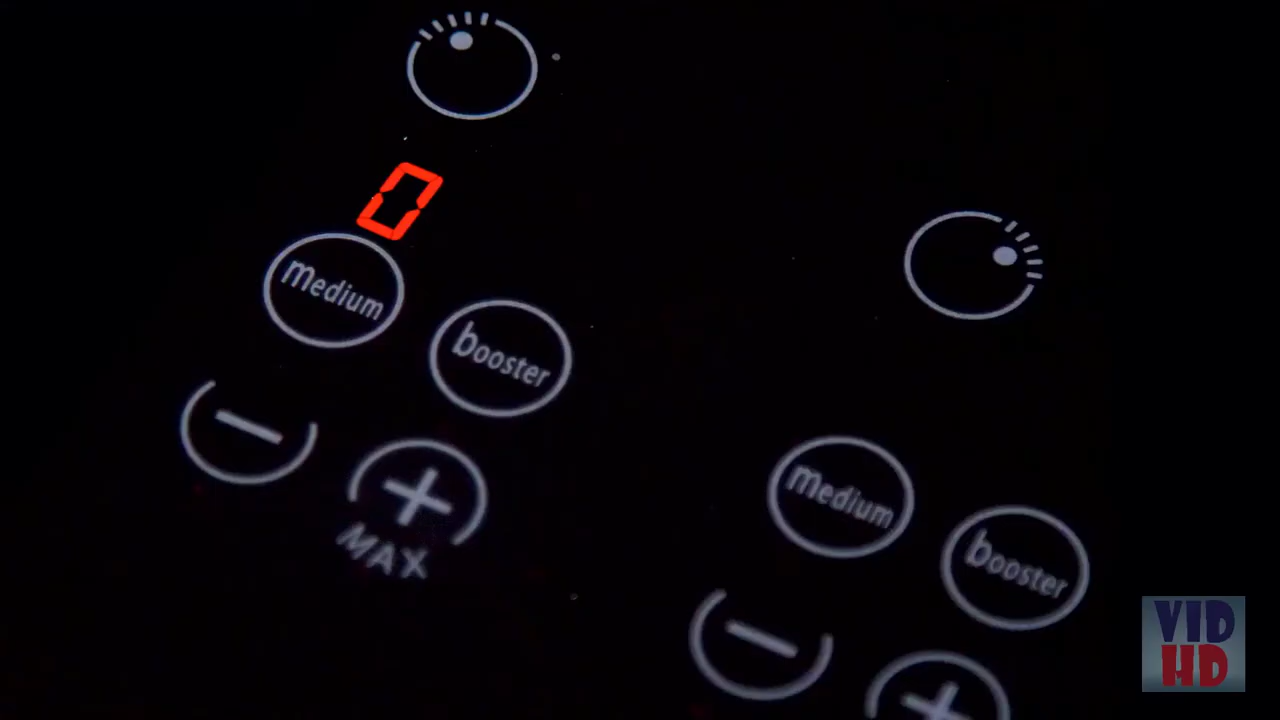 0
medium
booster
−
+
MAX
medium
booster
−
+
VID
HD